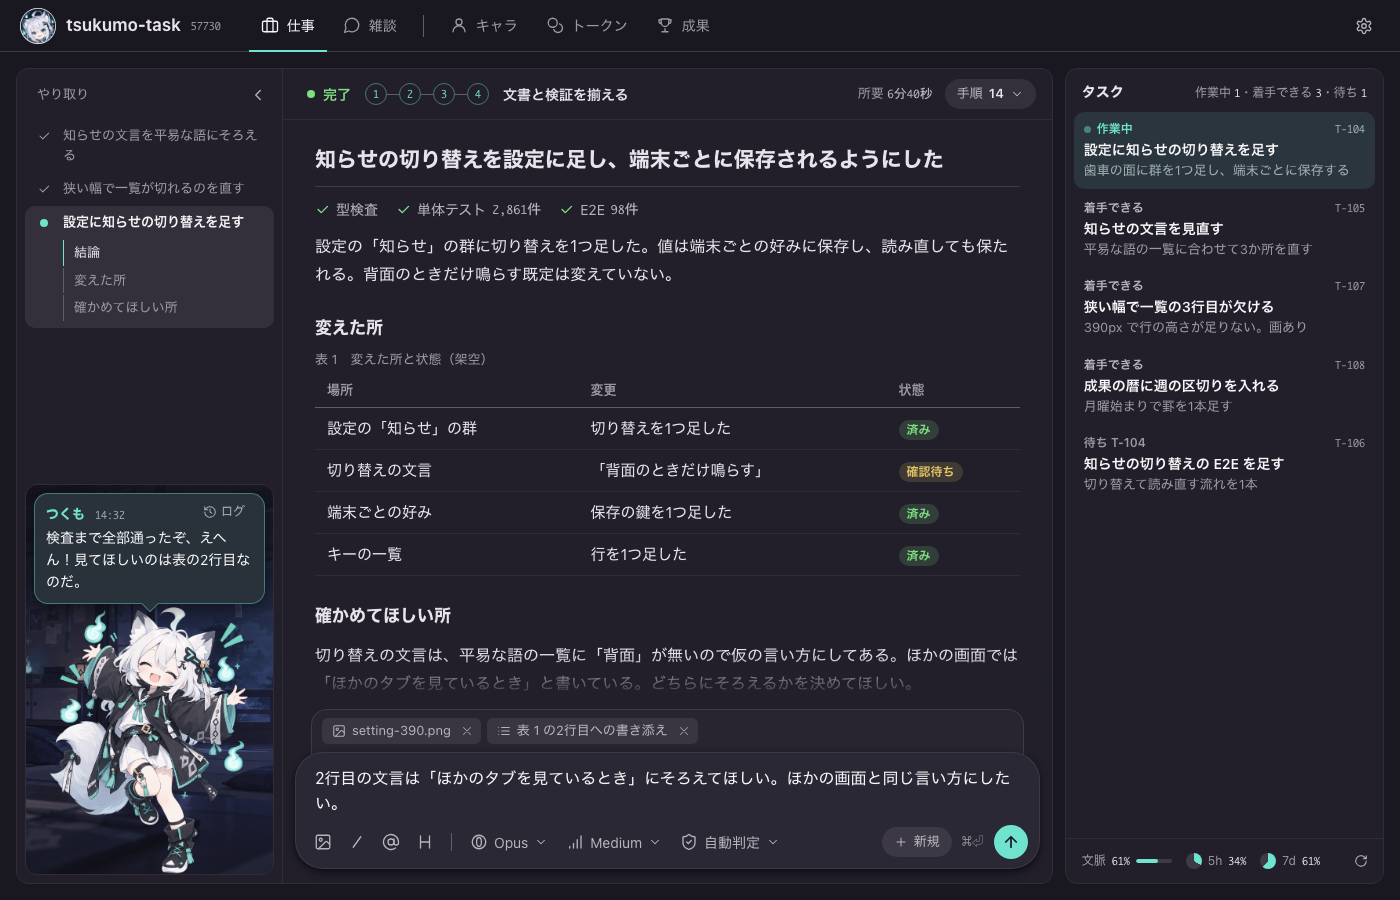 tsukumo-task 57730 仕事 雑談 キャラ トークン 成果
やり取り
知らせの文言を平易な語にそろえ
る
狭い幅で一覧が切れるのを直す
設定に知らせの切り替えを足す
結論
変えた所
確かめてほしい所
つくも 14:32 ログ
検査まで全部通ったぞ、えへ
ん！見てほしいのは表の2行目な
のだ。
完了 1 2 3 4 文書と検証を揃える 所要 6分40秒 手順 14
知らせの切り替えを設定に足し、端末ごとに保存されるようにした
型検査 単体テスト 2,861件 E2E 98件
設定の「知らせ」の群に切り替えを1つ足した。値は端末ごとの好みに保存し、読み直しても保た
れる。背面のときだけ鳴らす既定は変えていない。
変えた所
表 1 変えた所と状態（架空）
場所 変更 状態
設定の「知らせ」の群 切り替えを1つ足した 済み
切り替えの文言 「背面のときだけ鳴らす」 確認待ち
端末ごとの好み 保存の鍵を1つ足した 済み
キーの一覧 行を1つ足した 済み
確かめてほしい所
切り替えの文言は、平易な語の一覧に「背面」が無いので仮の言い方にしてある。ほかの画面では
「ほかのタブを見ているとき」と書いている。どちらにそろえるかを決めてほしい。
setting-390.png × 表 1 の2行目への書き添え ×
2行目の文言は「ほかのタブを見ているとき」にそろえてほしい。ほかの画面と同じ言い方にした
い。
/ @ H Opus Medium 自動判定 + 新規 ⌘⏎
タスク 作業中 1・着手できる 3・待ち 1
作業中 T-104
設定に知らせの切り替えを足す
歯車の面に群を1つ足し、端末ごとに保存する
着手できる T-105
知らせの文言を見直す
平易な語の一覧に合わせて3か所を直す
着手できる T-107
狭い幅で一覧の3行目が欠ける
390px で行の高さが足りない。画あり
着手できる T-108
成果の暦に週の区切りを入れる
月曜始まりで罫を1本足す
待ち T-104 T-106
知らせの切り替えの E2E を足す
切り替えて読み直す流れを1本
文脈 61% 5h 34% 7d 61%